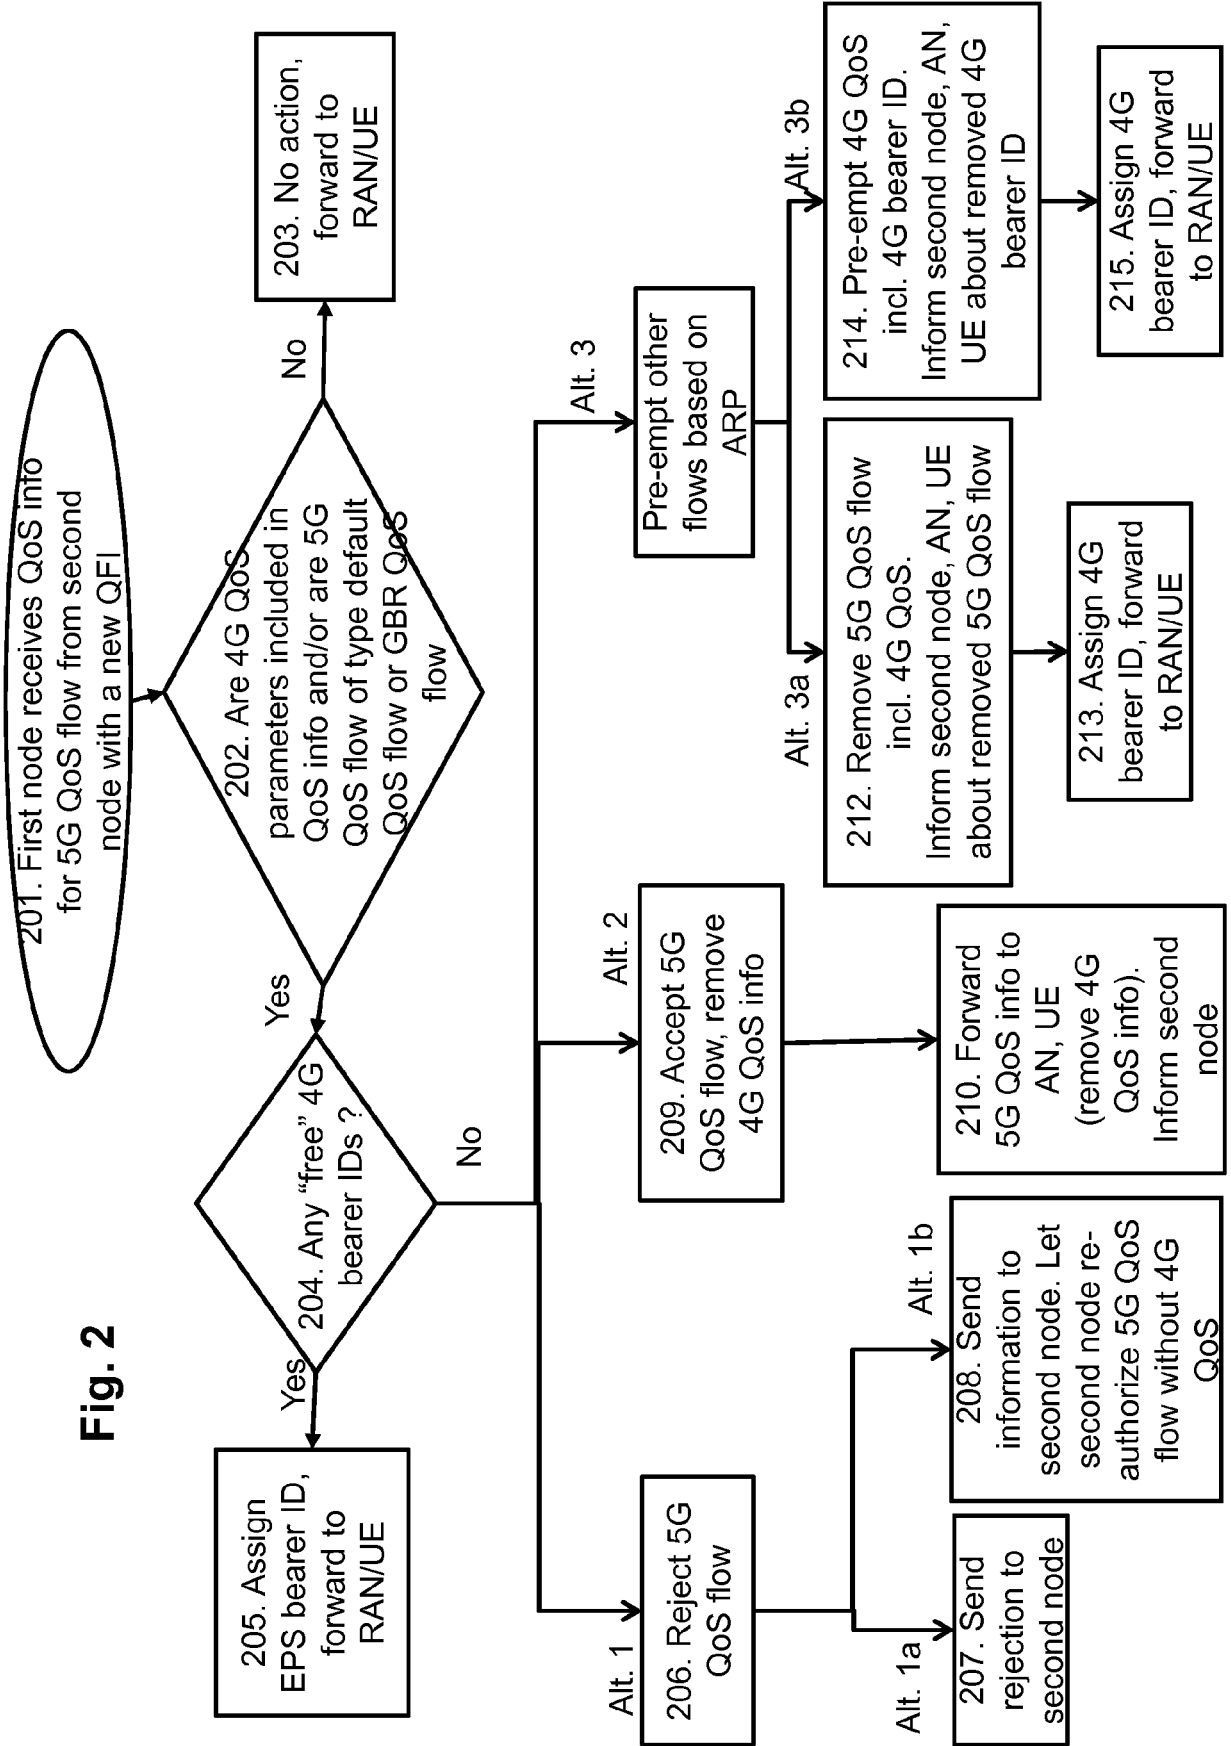 Fig. 2
201. First node receives QoS info
for 5G QoS flow from second
node with a new QFI
202. Are 4G QoS
parameters included in
QoS info and/or are 5G
QoS flow of type default
QoS flow or GBR QoS
flow
No
203. No action,
forward to
RAN/UE
Yes
204. Any “free” 4G
bearer IDs ?
Yes
205. Assign
EPS bearer ID,
forward to
RAN/UE
No
Alt. 1
206. Reject 5G
QoS flow
Alt. 1a
207. Send
rejection to
second node
Alt. 1b
208. Send
information to
second node. Let
second node re-
authorize 5G QoS
flow without 4G
QoS
Alt. 2
209. Accept 5G
QoS flow, remove
4G QoS info
210. Forward
5G QoS info to
AN, UE
(remove 4G
QoS info).
Inform second
node
Alt. 3
Pre-empt other
flows based on
ARP
Alt. 3a
212. Remove 5G QoS flow
incl. 4G QoS.
Inform second node, AN, UE
about removed 5G QoS flow
213. Assign 4G
bearer ID, forward
to RAN/UE
Alt. 3b
214. Pre-empt 4G QoS
incl. 4G bearer ID.
Inform second node, AN,
UE about removed 4G
bearer ID
215. Assign 4G
bearer ID, forward
to RAN/UE